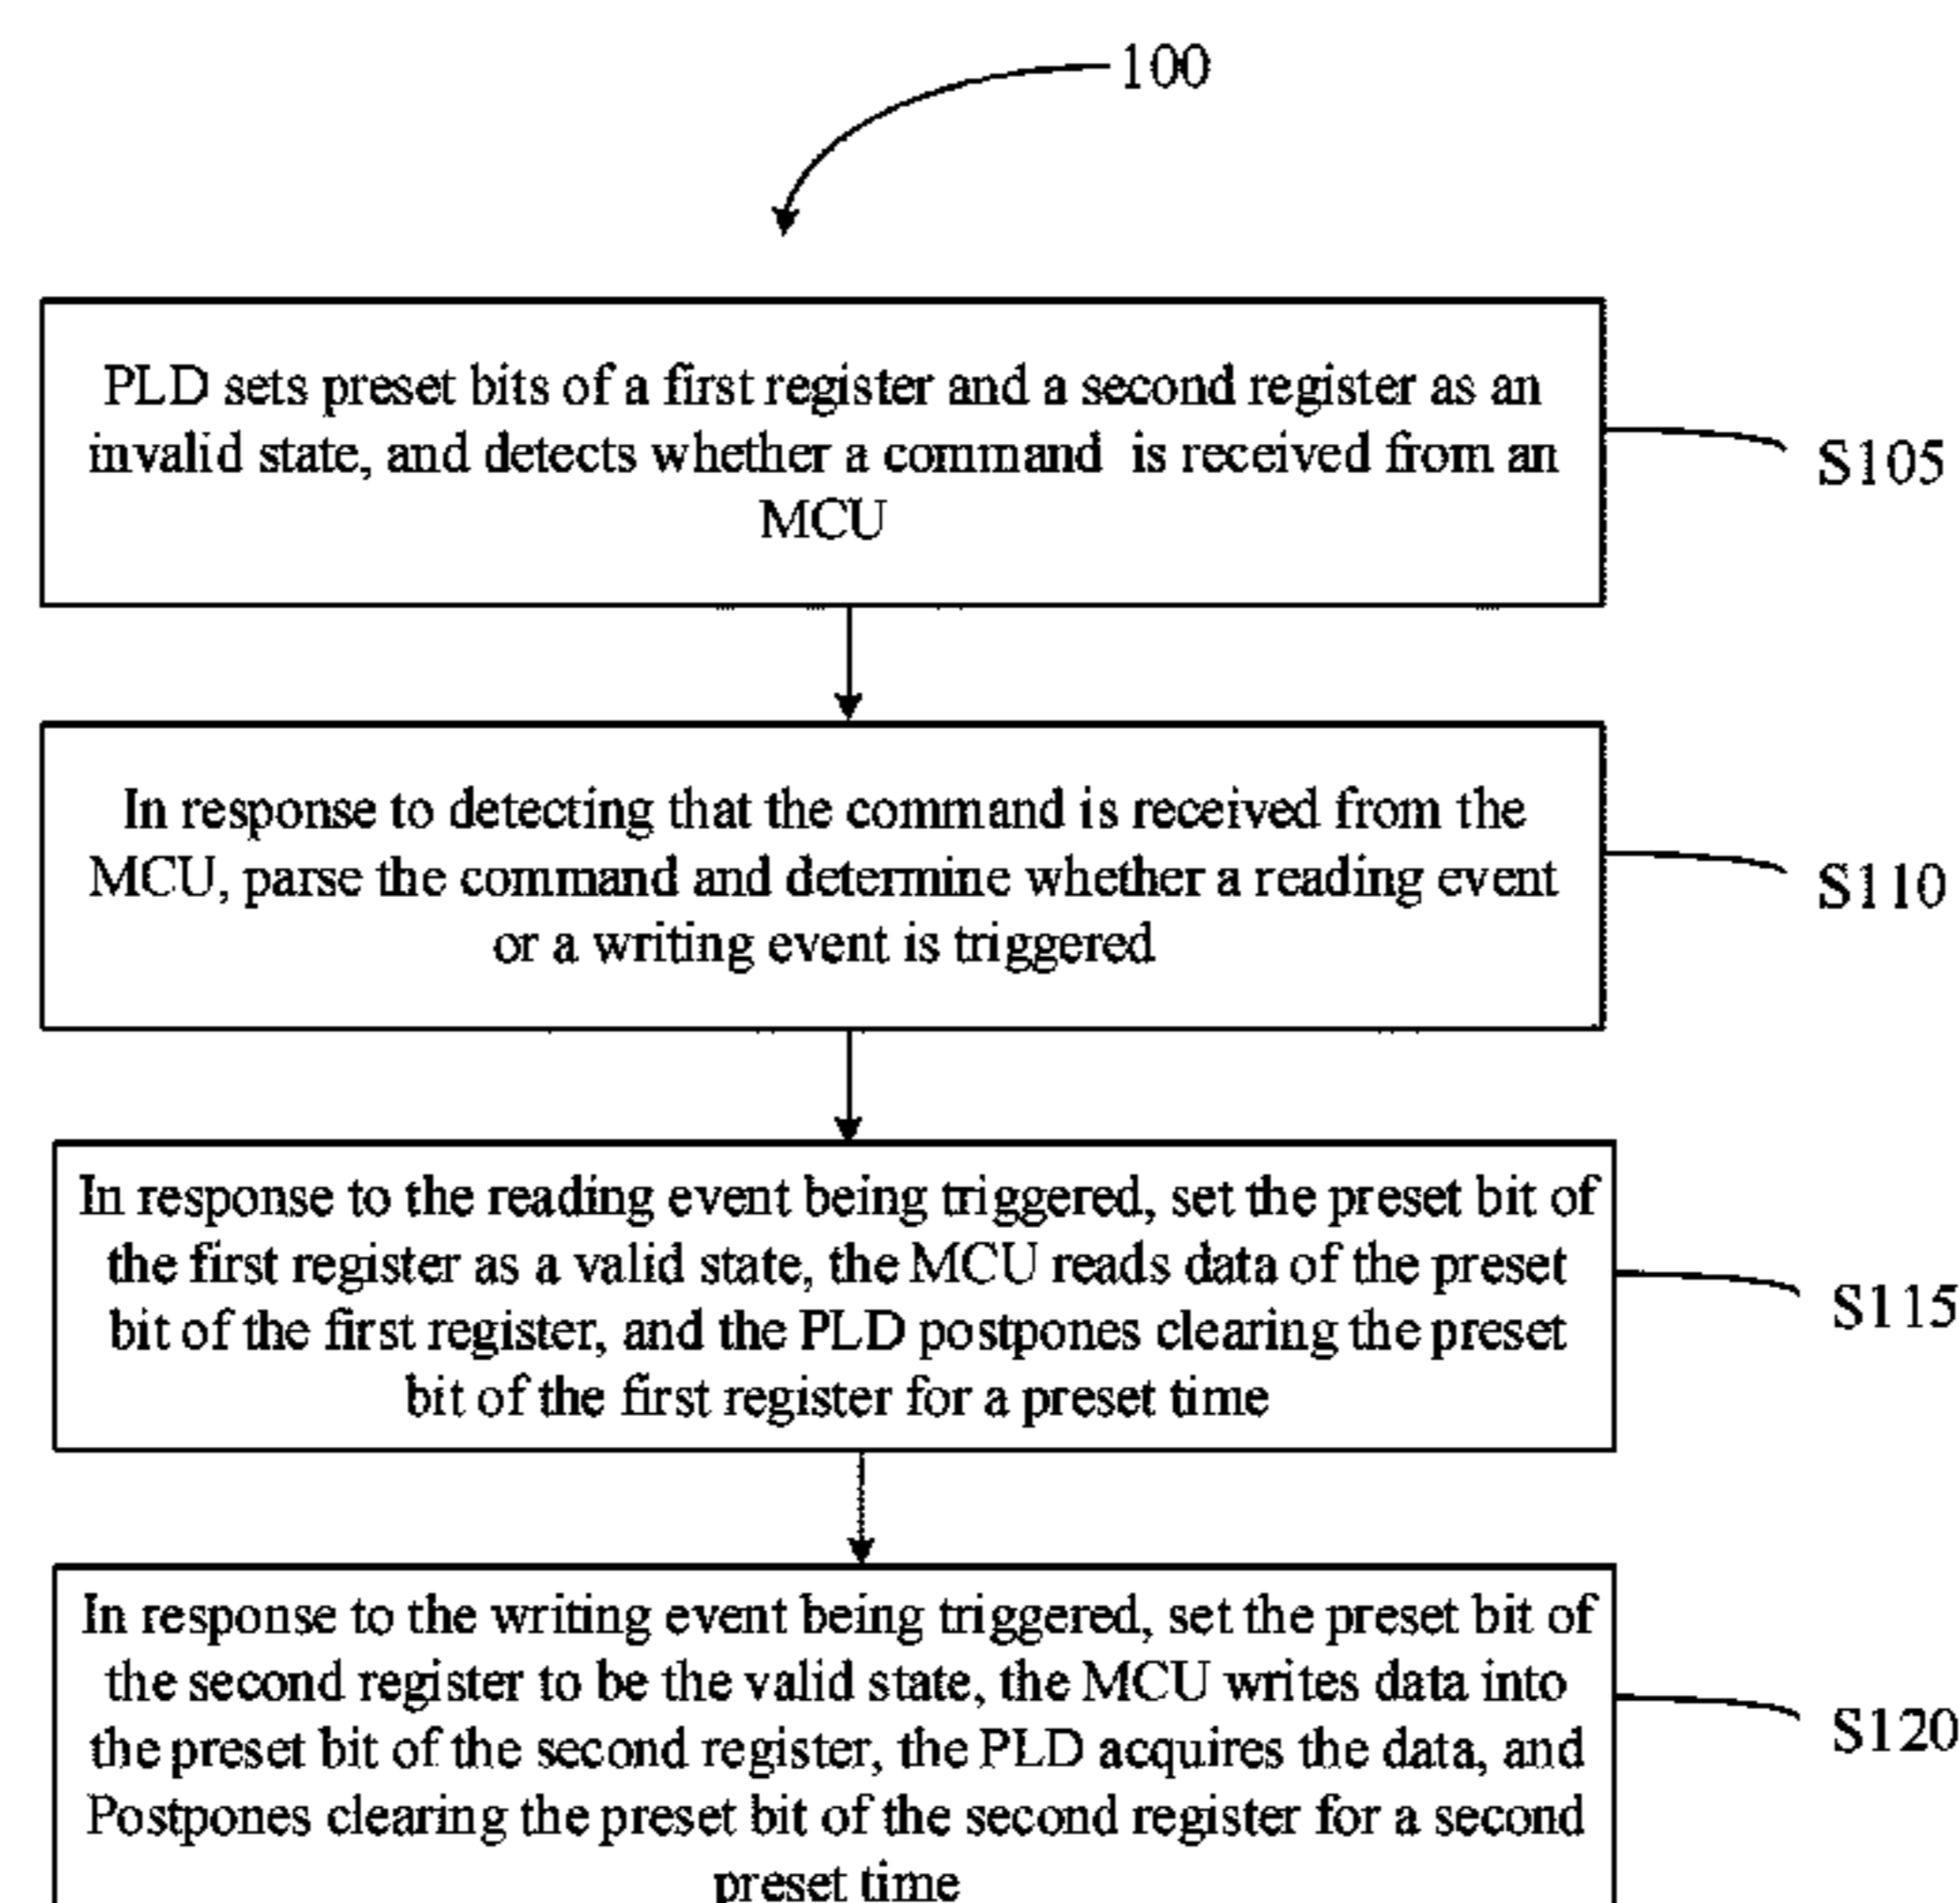 100
PLD sets preset bits of a first register and a second register as an
invalid state, and detects whether a command is received from an
MCU
S105
In response to detecting that the command is received from the
MCU, parse the command and determine whether a reading event
or a writing event is triggered
S110
In response to the reading event being triggered, set the preset bit of
the first register as a valid state, the MCU reads data of the preset
bit of the first register, and the PLD postpones clearing the preset
bit of the first register for a preset time
S115
In response to the writing event being triggered, set the preset bit of
the second register to be the valid state, the MCU writes data into
the preset bit of the second register, the PLD acquires the data, and
Postpones clearing the preset bit of the second register for a second
preset time
S120